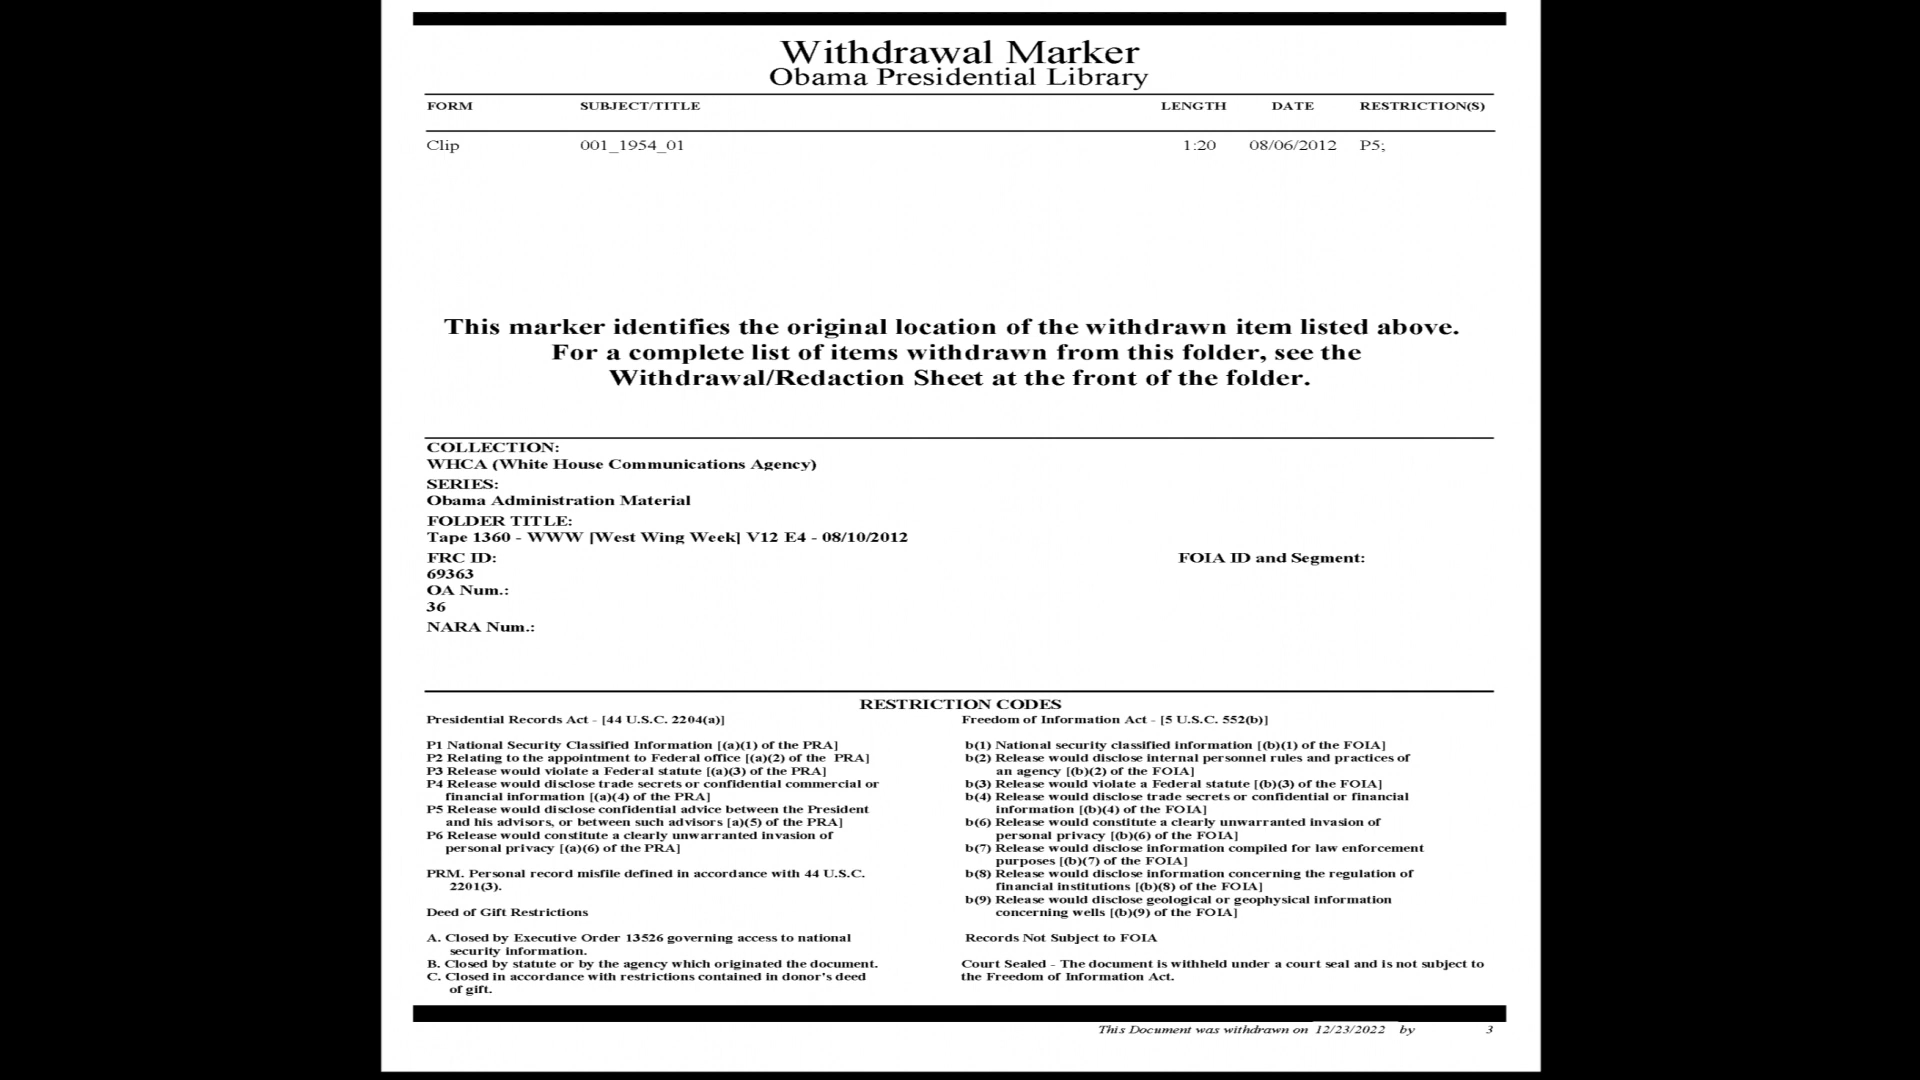 Withdrawal Marker
Obama Presidential Library
FORM SUBJECT/TITLE LENGTH DATE RESTRICTION(S)
Clip 001_1954_01 1:20 08/06/2012 P5;
This marker identifies the original location of the withdrawn item listed above.
For a complete list of items withdrawn from this folder, see the
Withdrawal/Redaction Sheet at the front of the folder.
COLLECTION:
WHCA (White House Communications Agency)
SERIES:
Obama Administration Material
FOLDER TITLE:
Tape 1360 - WWW [West Wing Week] V12 E4 - 08/10/2012
FRC ID: FOIA ID and Segment:
69363
OA Num.:
36
NARA Num.:
RESTRICTION CODES
Presidential Records Act - [44 U.S.C. 2204(a)]
P1 National Security Classified Information [(a)(1) of the PRA]
P2 Relating to the appointment to Federal office [(a)(2) of the PRA]
P3 Release would violate a Federal statute [(a)(3) of the PRA]
P4 Release would disclose trade secrets or confidential commercial or
financial information [(a)(4) of the PRA]
P5 Release would disclose confidential advice between the President
and his advisors, or between such advisors [a)(5) of the PRA]
P6 Release would constitute a clearly unwarranted invasion of
personal privacy [(a)(6) of the PRA]
PRM. Personal record misfile defined in accordance with 44 U.S.C.
2201(3).
Deed of Gift Restrictions
A. Closed by Executive Order 13526 governing access to national
security information.
B. Closed by statute or by the agency which originated the document.
C. Closed in accordance with restrictions contained in donor's deed
of gift.
Freedom of Information Act - [5 U.S.C. 552(b)]
b(1) National security classified information [(b)(1) of the FOIA]
b(2) Release would disclose internal personnel rules and practices of
an agency [(b)(2) of the FOIA]
b(3) Release would violate a Federal statute [(b)(3) of the FOIA]
b(4) Release would disclose trade secrets or confidential or financial
information [(b)(4) of the FOIA]
b(6) Release would constitute a clearly unwarranted invasion of
personal privacy [(b)(6) of the FOIA]
b(7) Release would disclose information compiled for law enforcement
purposes [(b)(7) of the FOIA]
b(8) Release would disclose information concerning the regulation of
financial institutions [(b)(8) of the FOIA]
b(9) Release would disclose geological or geophysical information
concerning wells [(b)(9) of the FOIA]
Records Not Subject to FOIA
Court Sealed - The document is withheld under a court seal and is not subject to
the Freedom of Information Act.
This Document was withdrawn on 12/23/2022 by 3